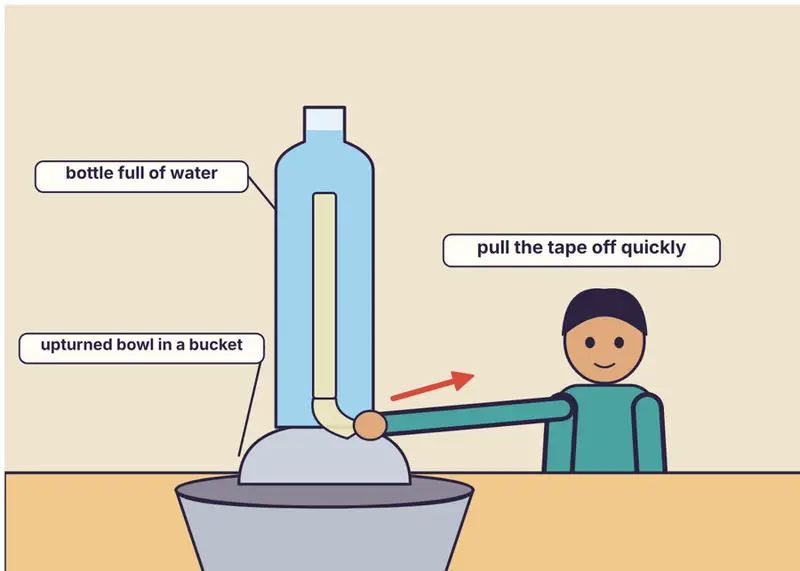 bottle full of water
pull the tape off quickly
upturned bowl in a bucket